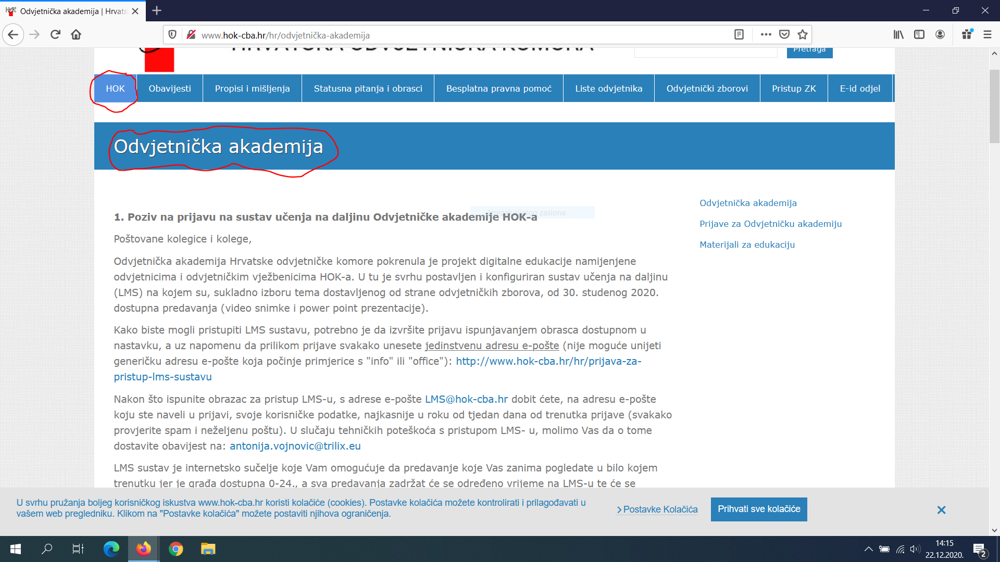 Odvjetnička akademija | Hrvats
www.hok-cba.hr/hr/odvjetnička-akademija
HRVATSKA ODVJETNIČKA KOMORA
Pretraga
HOK
Obavijesti
Propisi i mišljenja
Statusna pitanja i obrasci
Besplatna pravna pomoć
Liste odvjetnika
Odvjetnički zborovi
Pristup ZK
E-id odjel
Odvjetnička akademija
Izrezak cijelog zaslona
1. Poziv na prijavu na sustav učenja na daljinu Odvjetničke akademije HOK-a
Poštovane kolegice i kolege,
Odvjetnička akademija Hrvatske odvjetničke komore pokrenula je projekt digitalne edukacije namijenjene
odvjetnicima i odvjetničkim vježbenicima HOK-a. U tu je svrhu postavljen i konfiguriran sustav učenja na daljinu
(LMS) na kojem su, sukladno izboru tema dostavljenog od strane odvjetničkih zborova, od 30. studenog 2020.
dostupna predavanja (video snimke i power point prezentacije).
Kako biste mogli pristupiti LMS sustavu, potrebno je da izvršite prijavu ispunjavanjem obrasca dostupnom u
nastavku, a uz napomenu da prilikom prijave svakako unesete jedinstvenu adresu e-pošte (nije moguće unijeti
generičku adresu e-pošte koja počinje primjerice s "info" ili "office"): http://www.hok-cba.hr/hr/prijava-za-
pristup-lms-sustavu
Nakon što ispunite obrazac za pristup LMS-u, s adrese e-pošte LMS@hok-cba.hr dobit ćete, na adresu e-pošte
koju ste naveli u prijavi, svoje korisničke podatke, najkasnije u roku od tjedan dana od trenutka prijave (svakako
provjerite spam i neželjenu poštu). U slučaju tehničkih poteškoća s pristupom LMS- u, molimo Vas da o tome
dostavite obavijest na: antonija.vojnovic@trilix.eu
LMS sustav je internetsko sučelje koje Vam omogućuje da predavanje koje Vas zanima pogledate u bilo kojem
trenutku jer je građa dostupna 0-24., a sva predavanja zadržat će se određeno vrijeme na LMS-u te će se
Odvjetnička akademija
Prijave za Odvjetničku akademiju
Materijali za edukaciju
U svrhu pružanja boljeg korisničkog iskustva www.hok-cba.hr koristi kolačiće (cookies). Postavke kolačića možete kontrolirati i prilagođavati u
vašem web pregledniku. Klikom na "Postavke kolačića" možete postaviti njihova ograničenja.
Postavke Kolačića
Prihvati sve kolačiće
14:15
22.12.2020.
2